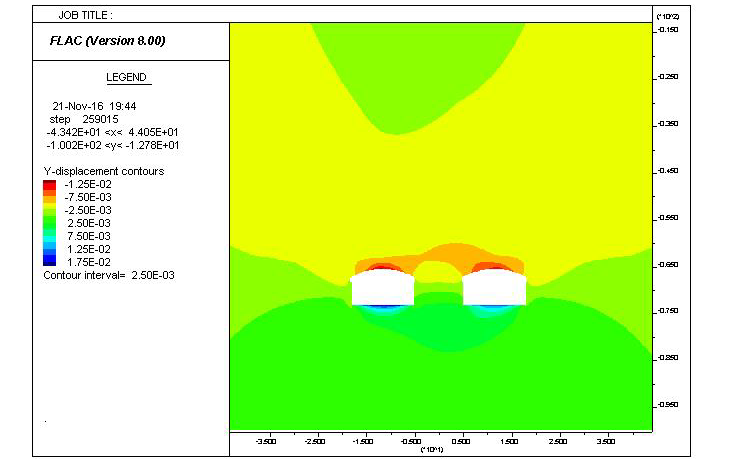 JOB TITLE :
FLAC (Version 8.00)
LEGEND
21-Nov-16 19:44
step 259015
-4.342E+01 <x< 4.405E+01
-1.002E+02 <y< -1.278E+01
Y-displacement contours
-1.25E-02
-7.50E-03
-2.50E-03
2.50E-03
7.50E-03
1.25E-02
1.75E-02
Contour interval= 2.50E-03
(*10^2)
-0.150
-0.250
-0.350
-0.450
-0.550
-0.650
-0.750
-0.850
-0.950
-3.500 -2.500 -1.500 -0.500 0.500 1.500 2.500 3.500
(*10^1)